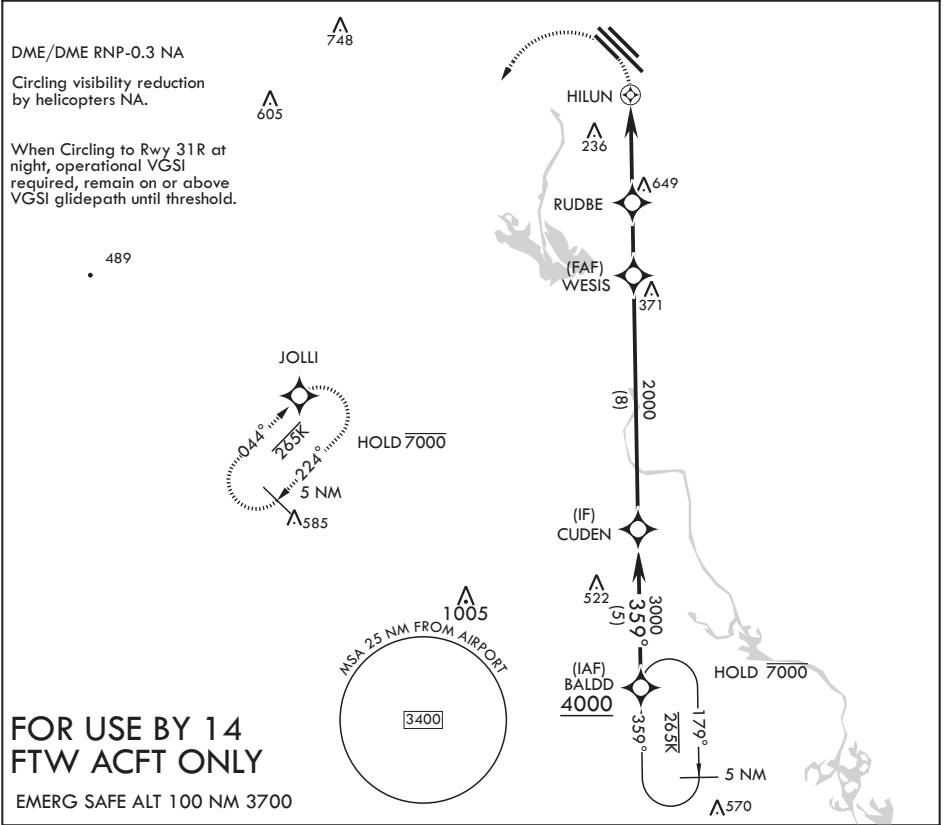 DME/DME RNP-0.3 NA
Circling visibility reduction
by helicopters NA.
When Circling to Rwy 31R at
night, operational VGSI
required, remain on or above
VGSI glidepath until threshold.
748
605
489
HILUN
236
RUDBE
649
(FAF)
WESIS
371
JOLLI
044°
265K
224°
HOLD 7000
5 NM
585
2000
(8)
(IF)
CUDEN
522
3000
359°
(5)
1005
MSA 25 NM FROM AIRPORT
3400
(IAF)
BALDD
4000
HOLD 7000
359°
265K
179°
5 NM
570
FOR USE BY 14
FTW ACFT ONLY
EMERG SAFE ALT 100 NM 3700